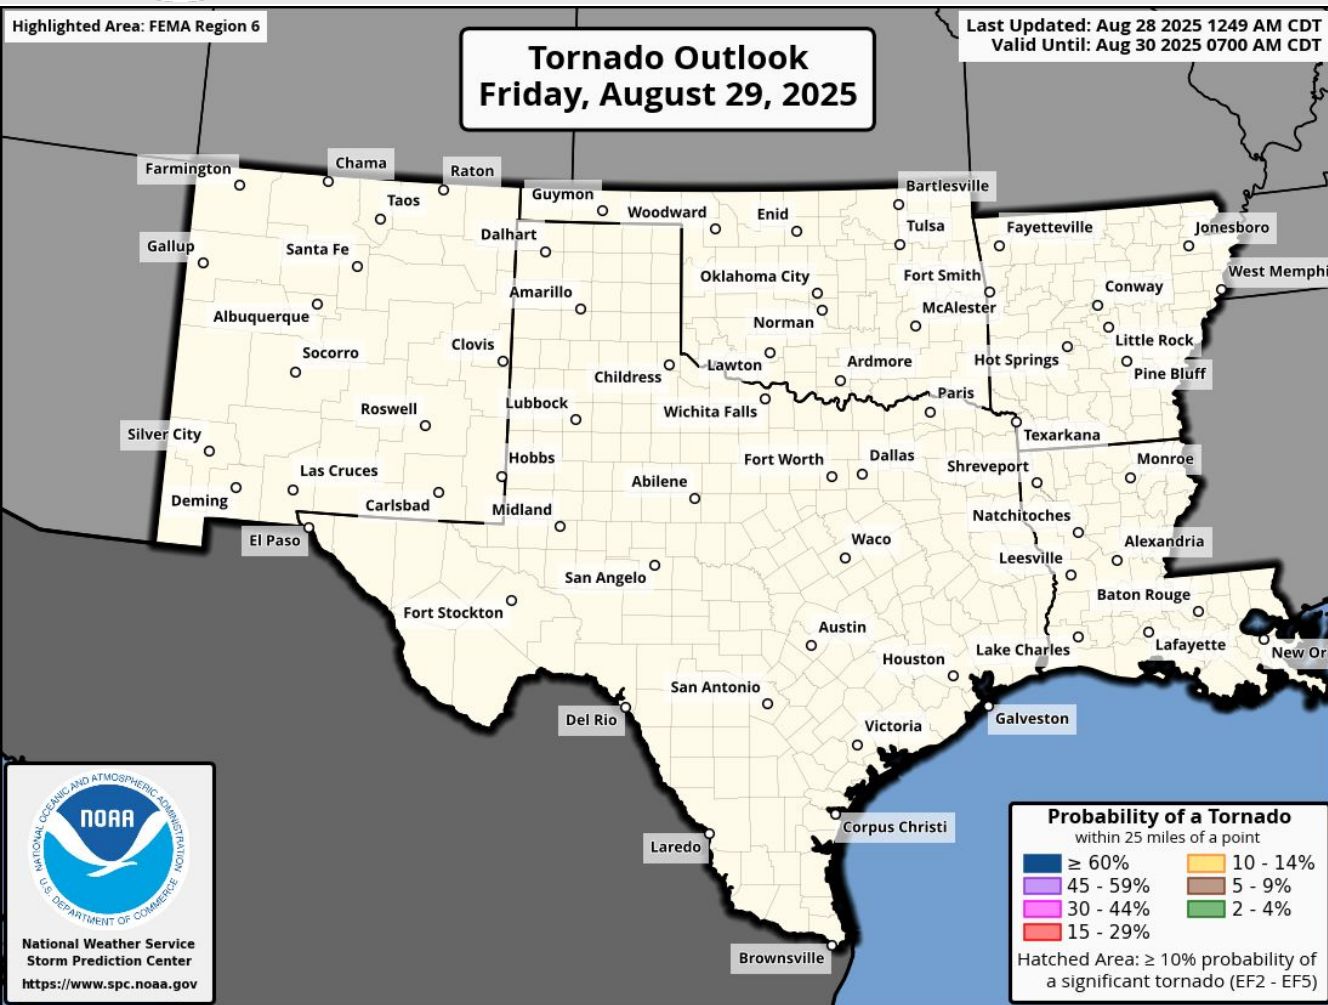 Highlighted Area: FEMA Region 6
Tornado Outlook
Friday, August 29, 2025
Last Updated: Aug 28 2025 1249 AM CDT
Valid Until: Aug 30 2025 0700 AM CDT
Farmington
Chama
Raton
Taos
Guymon
Woodward
Enid
Bartlesville
Tulsa
Fayetteville
Jonesboro
Gallup
Santa Fe
Dalhart
Oklahoma City
Fort Smith
West Memphi
Amarillo
Conway
Albuquerque
Norman
McAlester
Socorro
Clovis
Childress
Lawton
Ardmore
Hot Springs
Little Rock
Pine Bluff
Roswell
Lubbock
Wichita Falls
Paris
Silver City
Texarkana
Las Cruces
Hobbs
Abilene
Fort Worth
Dallas
Shreveport
Monroe
Deming
Carlsbad
Midland
Natchitoches
El Paso
Waco
Alexandria
San Angelo
Leesville
Fort Stockton
Baton Rouge
Austin
Lake Charles
Lafayette
New Or
Houston
San Antonio
Del Rio
Victoria
Galveston
Laredo
Corpus Christi
Brownsville
NATIONAL OCEANIC AND ATMOSPHERIC ADMINISTRATION
NOAA
U.S. DEPARTMENT OF COMMERCE
National Weather Service
Storm Prediction Center
https://www.spc.noaa.gov
Probability of a Tornado
within 25 miles of a point
≥ 60%
45 - 59%
30 - 44%
15 - 29%
10 - 14%
5 - 9%
2 - 4%
Hatched Area: ≥ 10% probability of
a significant tornado (EF2 - EF5)